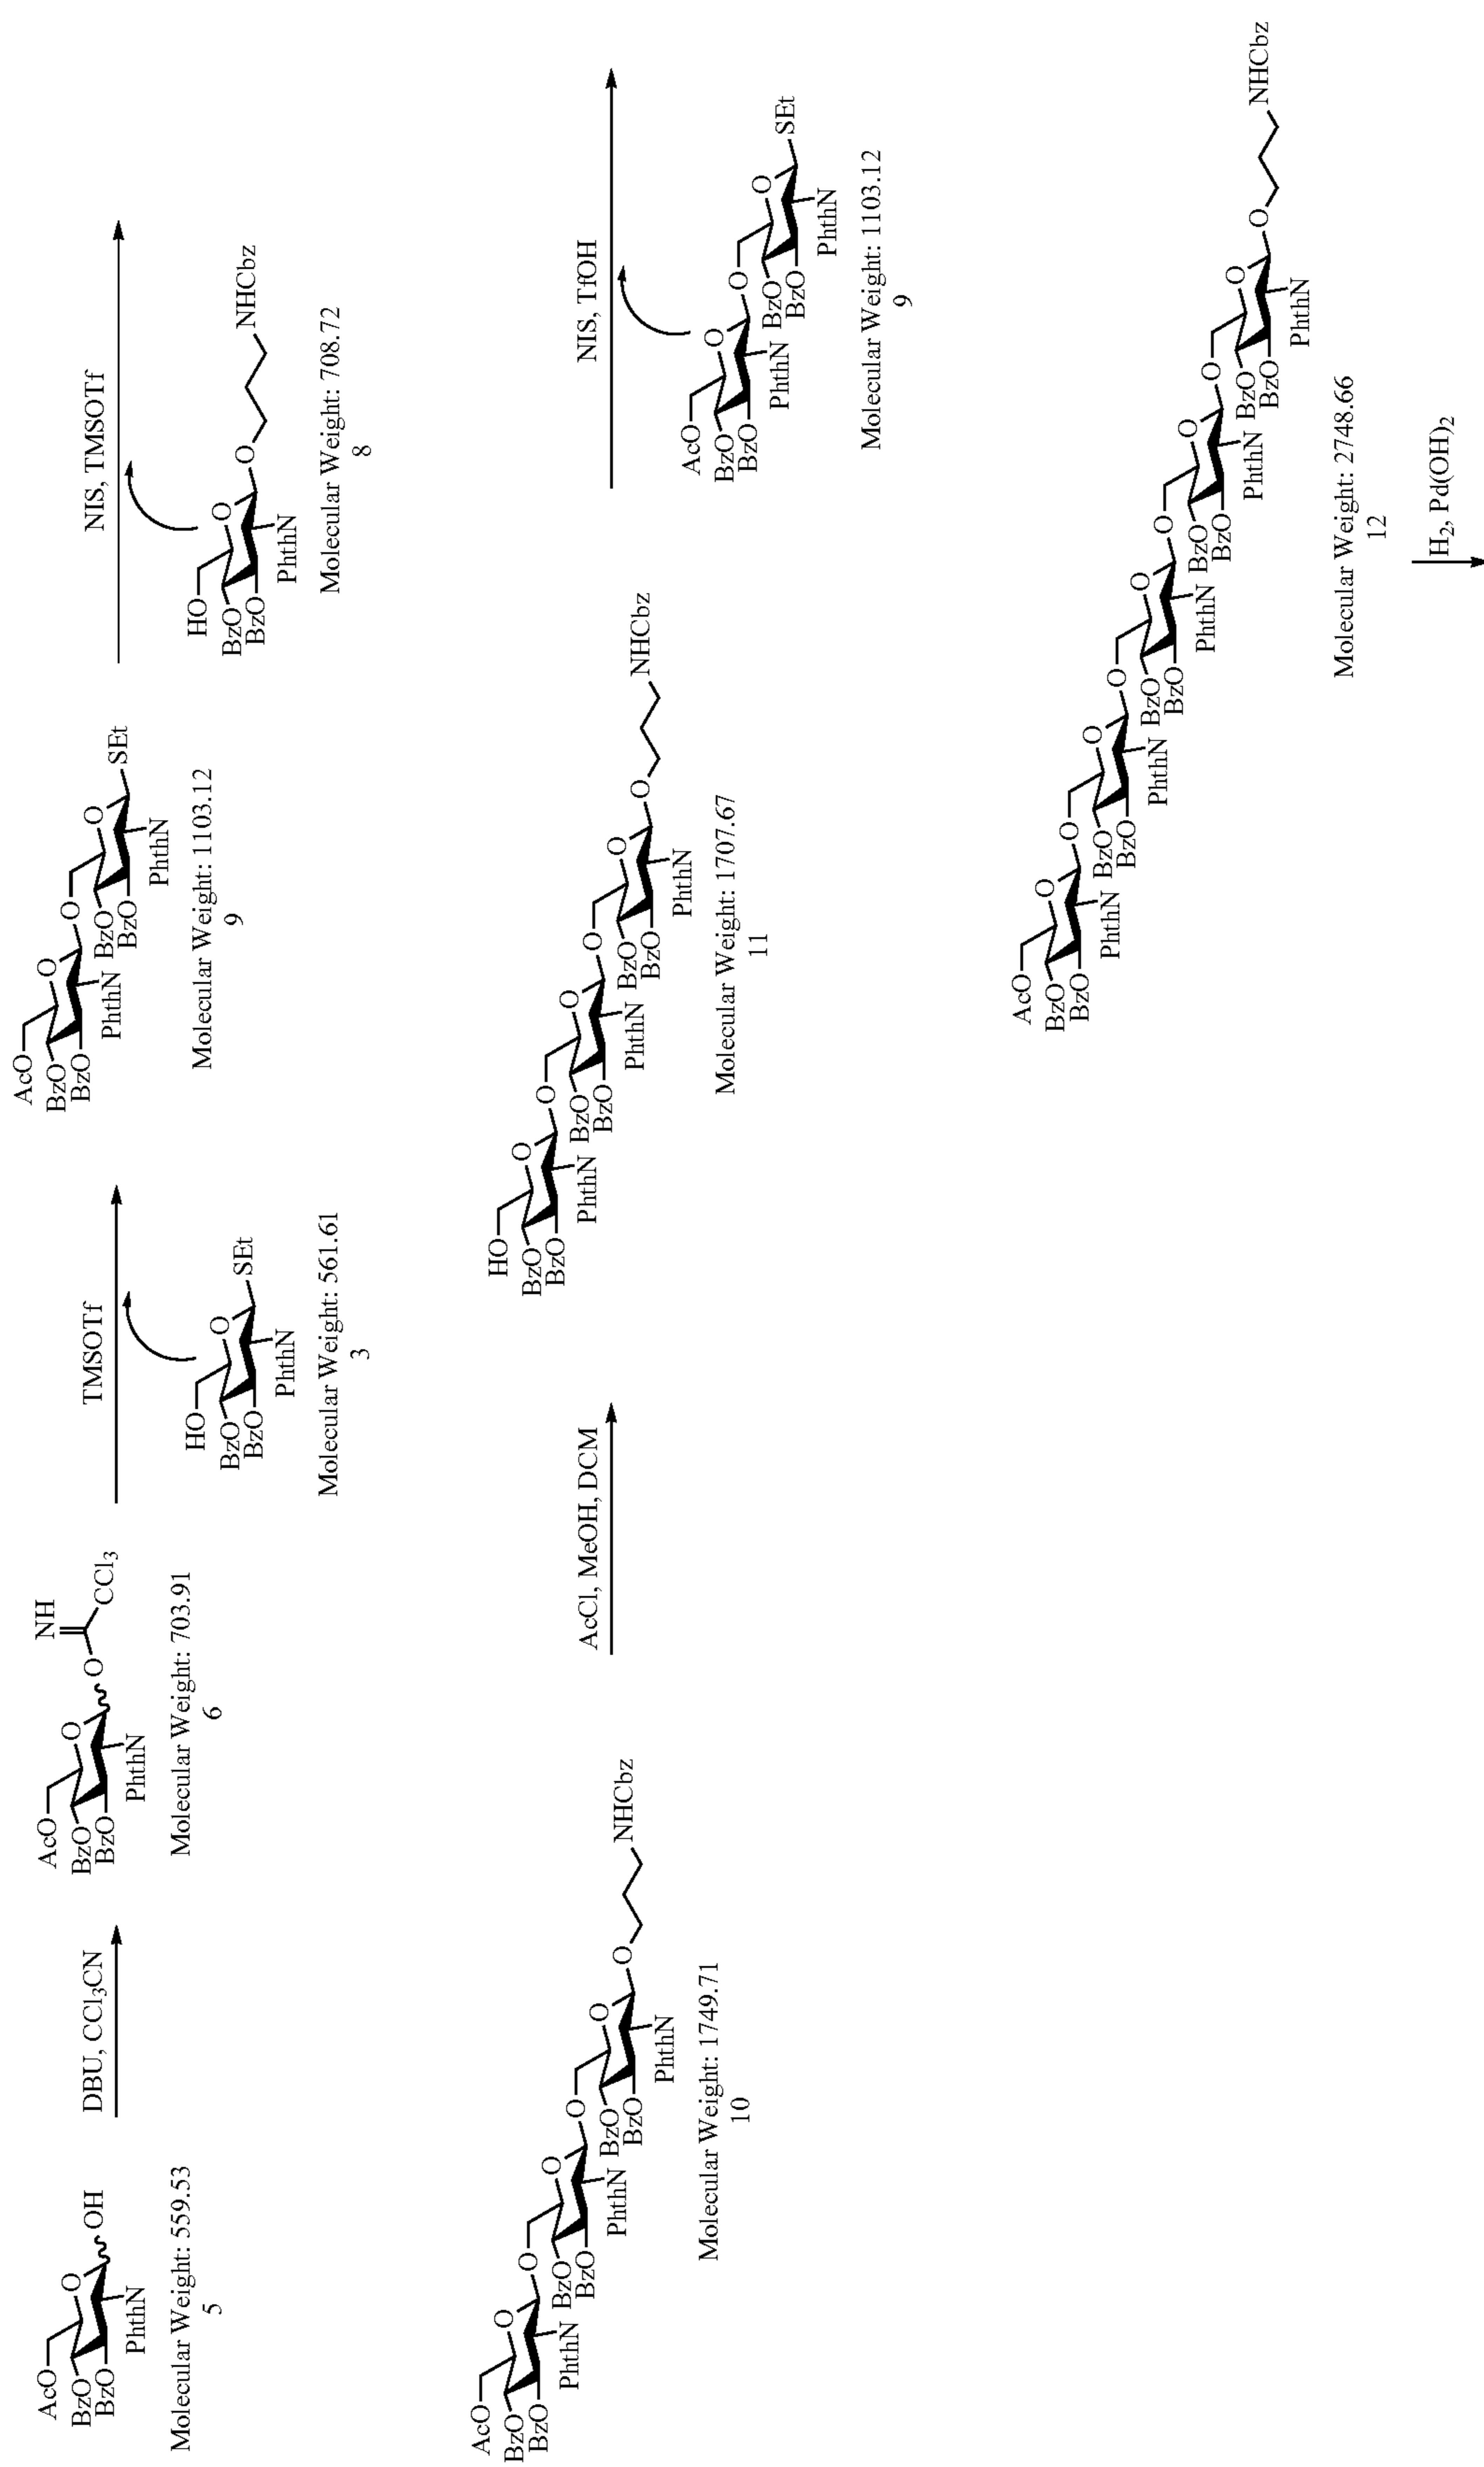 AcO
BzO
BzO
O
OH
PhthN
Molecular Weight: 559.53
5
DBU, CCl3CN
AcO
BzO
BzO
O
O
NH
CCl3
PhthN
Molecular Weight: 703.91
6
TMSOTf
HO
BzO
BzO
O
SEt
PhthN
Molecular Weight: 561.61
3
AcO
BzO
BzO
O
PhthN
O
BzO
BzO
O
SEt
PhthN
Molecular Weight: 1103.12
9
NIS, TMSOTf
HO
BzO
BzO
O
O
NHCbz
PhthN
Molecular Weight: 708.72
8
AcO
BzO
BzO
O
PhthN
O
BzO
BzO
O
PhthN
O
BzO
BzO
O
PhthN
O
NHCbz
Molecular Weight: 1749.71
10
AcCl, MeOH, DCM
HO
BzO
BzO
O
PhthN
O
BzO
BzO
O
PhthN
O
BzO
BzO
O
PhthN
O
NHCbz
Molecular Weight: 1707.67
11
NIS, TfOH
AcO
BzO
BzO
O
PhthN
O
BzO
BzO
O
SEt
PhthN
Molecular Weight: 1103.12
9
AcO
BzO
BzO
O
PhthN
O
BzO
BzO
O
PhthN
O
BzO
BzO
O
PhthN
O
BzO
BzO
O
PhthN
O
BzO
BzO
O
PhthN
O
NHCbz
Molecular Weight: 2748.66
12
H2, Pd(OH)2